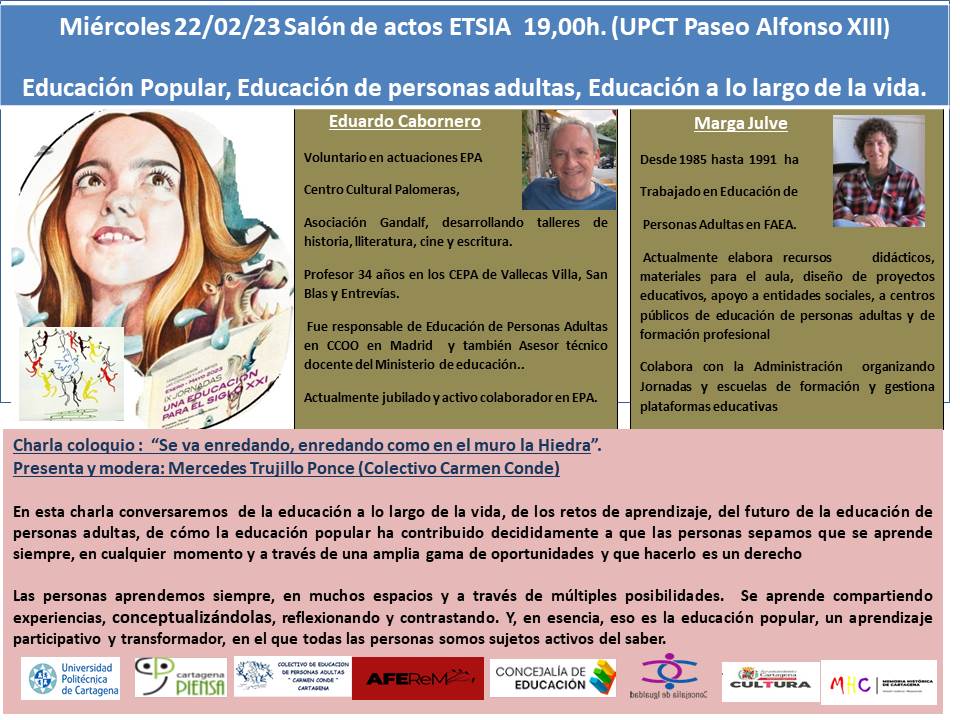 Miércoles 22/02/23 Salón de actos ETSIA 19,00h. (UPCT Paseo Alfonso XIII)
Educación Popular, Educación de personas adultas, Educación a lo largo de la vida.
ENERO - MAYO 2023
IX JORNADAS
UNA EDUCACIÓN
PARA EL SIGLO XXI
Eduardo Cabornero
Voluntario en actuaciones EPA
Centro Cultural Palomeras,
Asociación Gandalf, desarrollando talleres de
historia, lliteratura, cine y escritura.
Profesor 34 años en los CEPA de Vallecas Villa, San
Blas y Entrevías.
Fue responsable de Educación de Personas Adultas
en CCOO en Madrid y también Asesor técnico
docente del Ministerio de educación..
Actualmente jubilado y activo colaborador en EPA.
Marga Julve
Desde 1985 hasta 1991 ha
Trabajado en Educación de
Personas Adultas en FAEA.
Actualmente elabora recursos didácticos,
materiales para el aula, diseño de proyectos
educativos, apoyo a entidades sociales, a centros
públicos de educación de personas adultas y de
formación profesional
Colabora con la Administración organizando
Jornadas y escuelas de formación y gestiona
plataformas educativas
Charla coloquio : “Se va enredando, enredando como en el muro la Hiedra”.
Presenta y modera: Mercedes Trujillo Ponce (Colectivo Carmen Conde)
En esta charla conversaremos de la educación a lo largo de la vida, de los retos de aprendizaje, del futuro de la educación de
personas adultas, de cómo la educación popular ha contribuido decididamente a que las personas sepamos que se aprende
siempre, en cualquier momento y a través de una amplia gama de oportunidades y que hacerlo es un derecho
Las personas aprendemos siempre, en muchos espacios y a través de múltiples posibilidades. Se aprende compartiendo
experiencias, conceptualizándolas, reflexionando y contrastando. Y, en esencia, eso es la educación popular, un aprendizaje
participativo y transformador, en el que todas las personas somos sujetos activos del saber.
Universidad
Politécnica
de Cartagena
cartagena
PIENSA
COLECTIVO DE EDUCACION
DE PERSONAS ADULTAS
" CARMEN CONDE "
CARTAGENA
AFEReM
CONCEJALÍA DE
EDUCACIÓN
Concejalía de Igualdad
Cartagena
CULTURA
MHC
MEMORIA HISTÓRICA
DE CARTAGENA